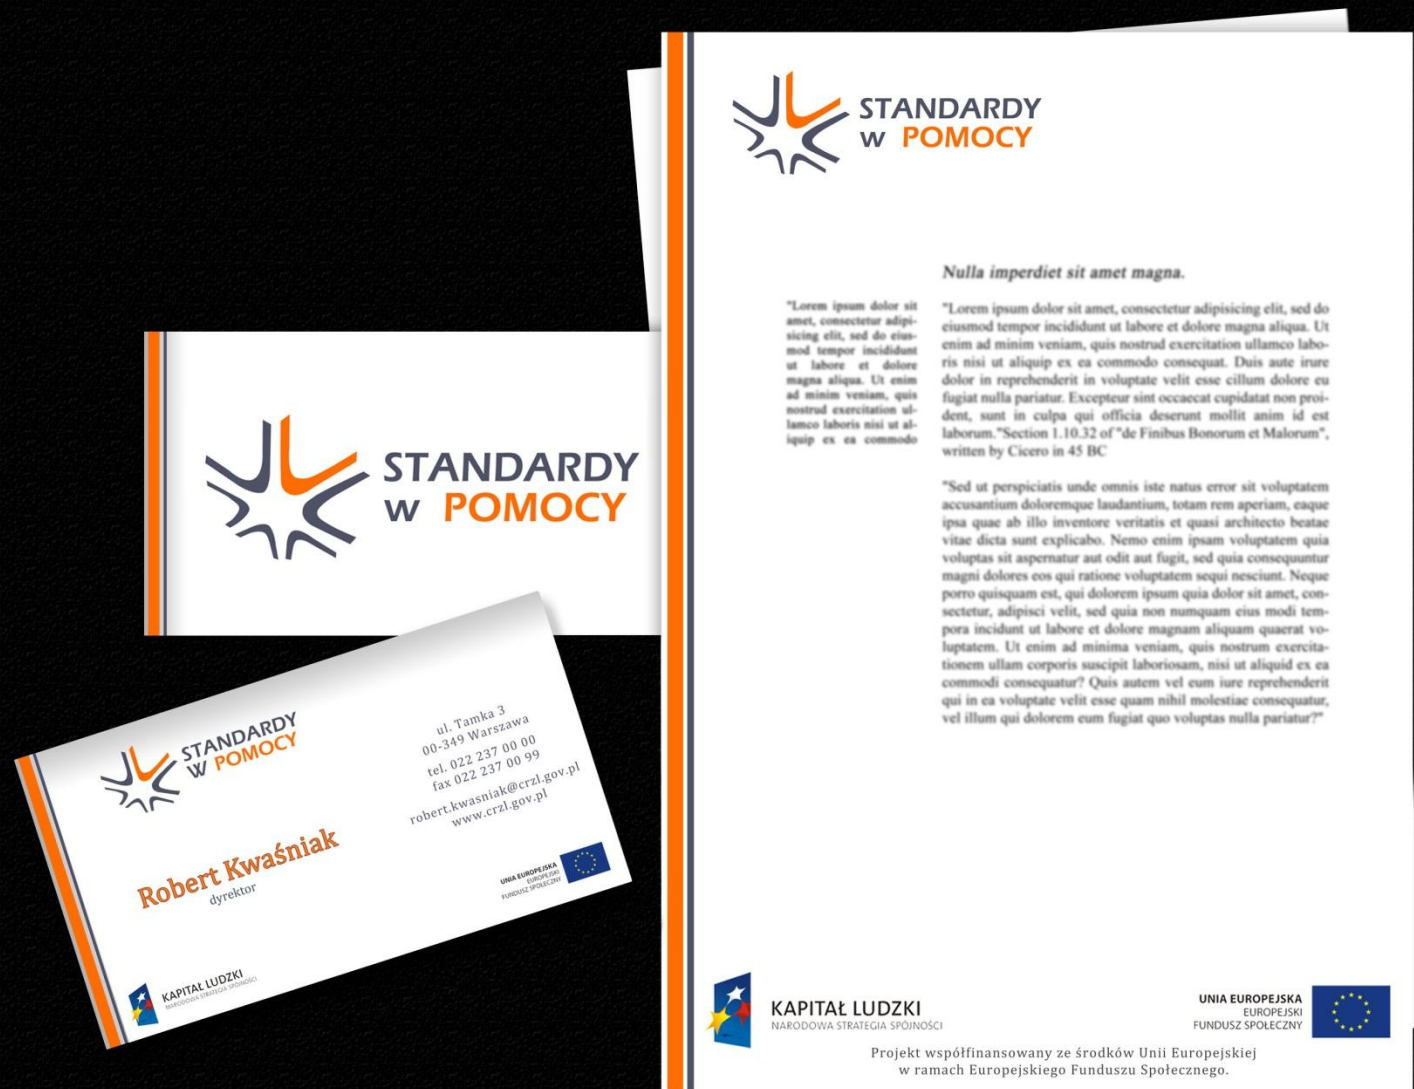 STANDARDY
w POMOCY
Nulla imperdiet sit amet magna.
"Lorem ipsum dolor sit
amet, consectetur adipi-
sicing elit, sed do eius-
mod tempor incididunt
ut labore et dolore
magna aliqua. Ut enim
ad minim veniam, quis
nostrud exercitation ul-
lamco laboris nisi ut al-
iquip ex ea commodo
"Lorem ipsum dolor sit amet, consectetur adipisicing elit, sed do
eiusmod tempor incididunt ut labore et dolore magna aliqua. Ut
enim ad minim veniam, quis nostrud exercitation ullamco labo-
ris nisi ut aliquip ex ea commodo consequat. Duis aute irure
dolor in reprehenderit in voluptate velit esse cillum dolore eu
fugiat nulla pariatur. Excepteur sint occaecat cupidatat non proi-
dent, sunt in culpa qui officia deserunt mollit anim id est
laborum."Section 1.10.32 of "de Finibus Bonorum et Malorum",
written by Cicero in 45 BC
"Sed ut perspiciatis unde omnis iste natus error sit voluptatem
accusantium doloremque laudantium, totam rem aperiam, eaque
ipsa quae ab illo inventore veritatis et quasi architecto beatae
vitae dicta sunt explicabo. Nemo enim ipsam voluptatem quia
voluptas sit aspernatur aut odit aut fugit, sed quia consequuntur
magni dolores eos qui ratione voluptatem sequi nesciunt. Neque
porro quisquam est, qui dolorem ipsum quia dolor sit amet, con-
sectetur, adipisci velit, sed quia non numquam eius modi tem-
pora incidunt ut labore et dolore magnam aliquam quaerat vo-
luptatem. Ut enim ad minima veniam, quis nostrum exercita-
tionem ullam corporis suscipit laboriosam, nisi ut aliquid ex ea
commodi consequatur? Quis autem vel eum iure reprehenderit
qui in ea voluptate velit esse quam nihil molestiae consequatur,
vel illum qui dolorem eum fugiat quo voluptas nulla pariatur?"
KAPITAŁ LUDZKI
NARODOWA STRATEGIA SPÓJNOŚCI
UNIA EUROPEJSKA
EUROPEJSKI
FUNDUSZ SPOŁECZNY
Projekt współfinansowany ze środków Unii Europejskiej
w ramach Europejskiego Funduszu Społecznego.
STANDARDY
w POMOCY
STANDARDY
W POMOCY
ul. Tamka 3
00-349 Warszawa
tel. 022 237 00 00
fax 022 237 00 99
robert.kwasniak@crzl.gov.pl
www.crzl.gov.pl
Robert Kwaśniak
dyrektor
UNIA EUROPEJSKA
EUROPEJSKI
FUNDUSZ SPOŁECZNY
KAPITAŁ LUDZKI
NARODOWA STRATEGIA SPÓJNOŚCI